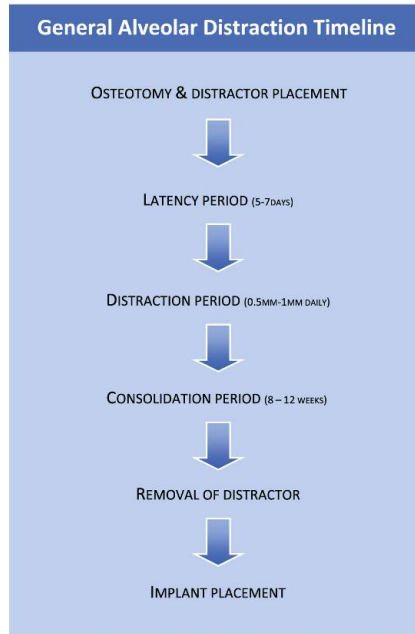 General Alveolar Distraction Timeline
OSTEOTOMY & DISTRACTOR PLACEMENT
LATENCY PERIOD (5-7DAYS)
DISTRACTION PERIOD (0.5MM-1MM DAILY)
CONSOLIDATION PERIOD (8 – 12 WEEKS)
REMOVAL OF DISTRACTOR
IMPLANT PLACEMENT